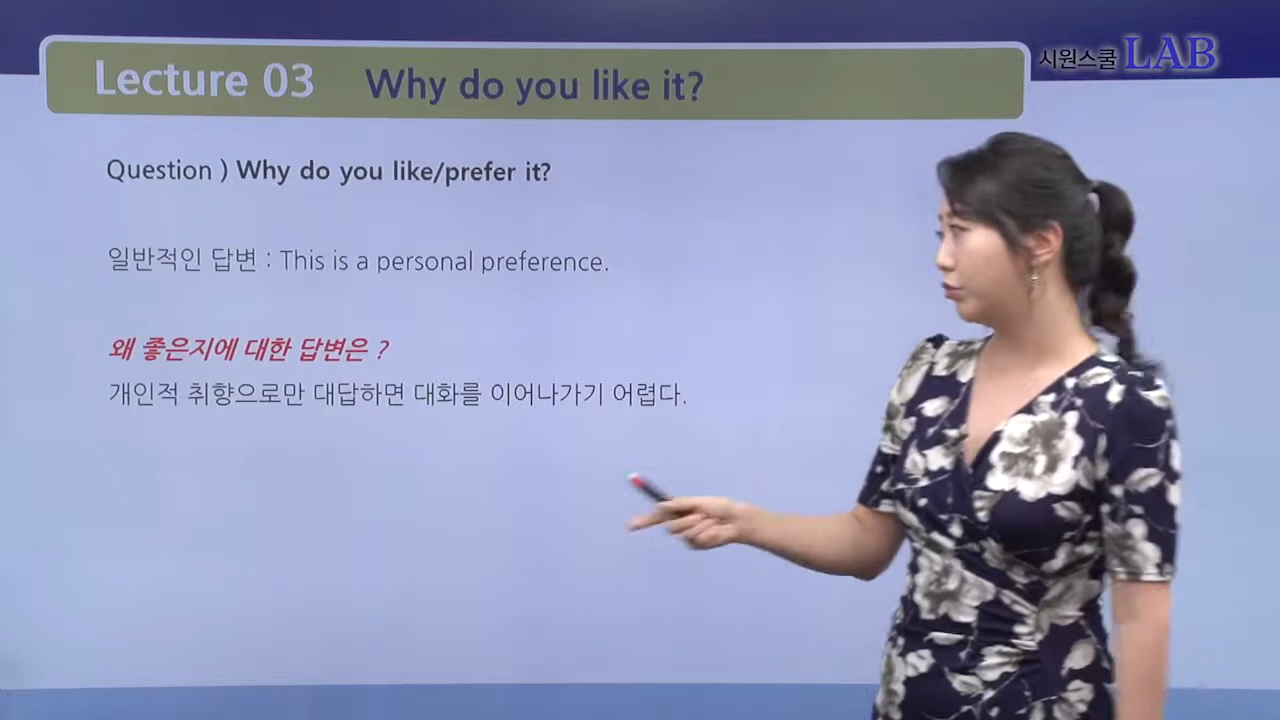 Lecture 03 Why do you like it?
시원스쿨 LAB
Question ) Why do you like/prefer it?
일반적인 답변 : This is a personal preference.
왜 좋은지에 대한 답변은 ?
개인적 취향으로만 대답하면 대화를 이어나가기 어렵다.